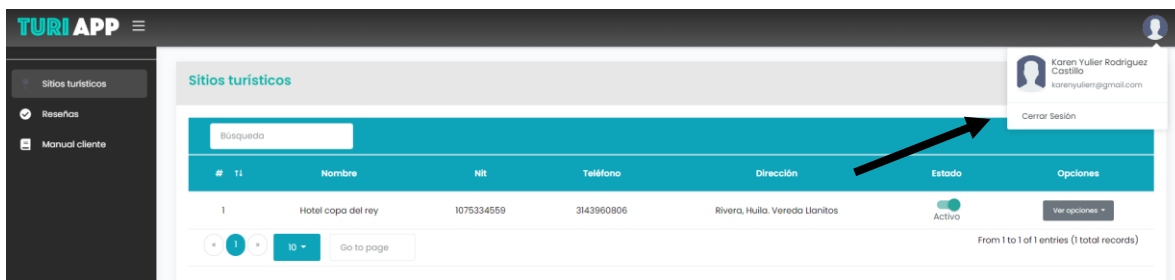 TURI APP
Karen Yulier Rodriguez
Castillo
karenyulierr@gmail.com
Cerrar Sesión
Sitios turísticos
Reseñas
Manual cliente
Sitios turísticos
Búsqueda
# Nombre Nit Teléfono Dirección Estado Opciones
1 Hotel copa del rey 1075334559 3143960806 Rivera, Huila. Vereda Llanitos Activo Ver opciones
« 1 » 10 Go to page From 1 to 1 of 1 entries (1 total records)